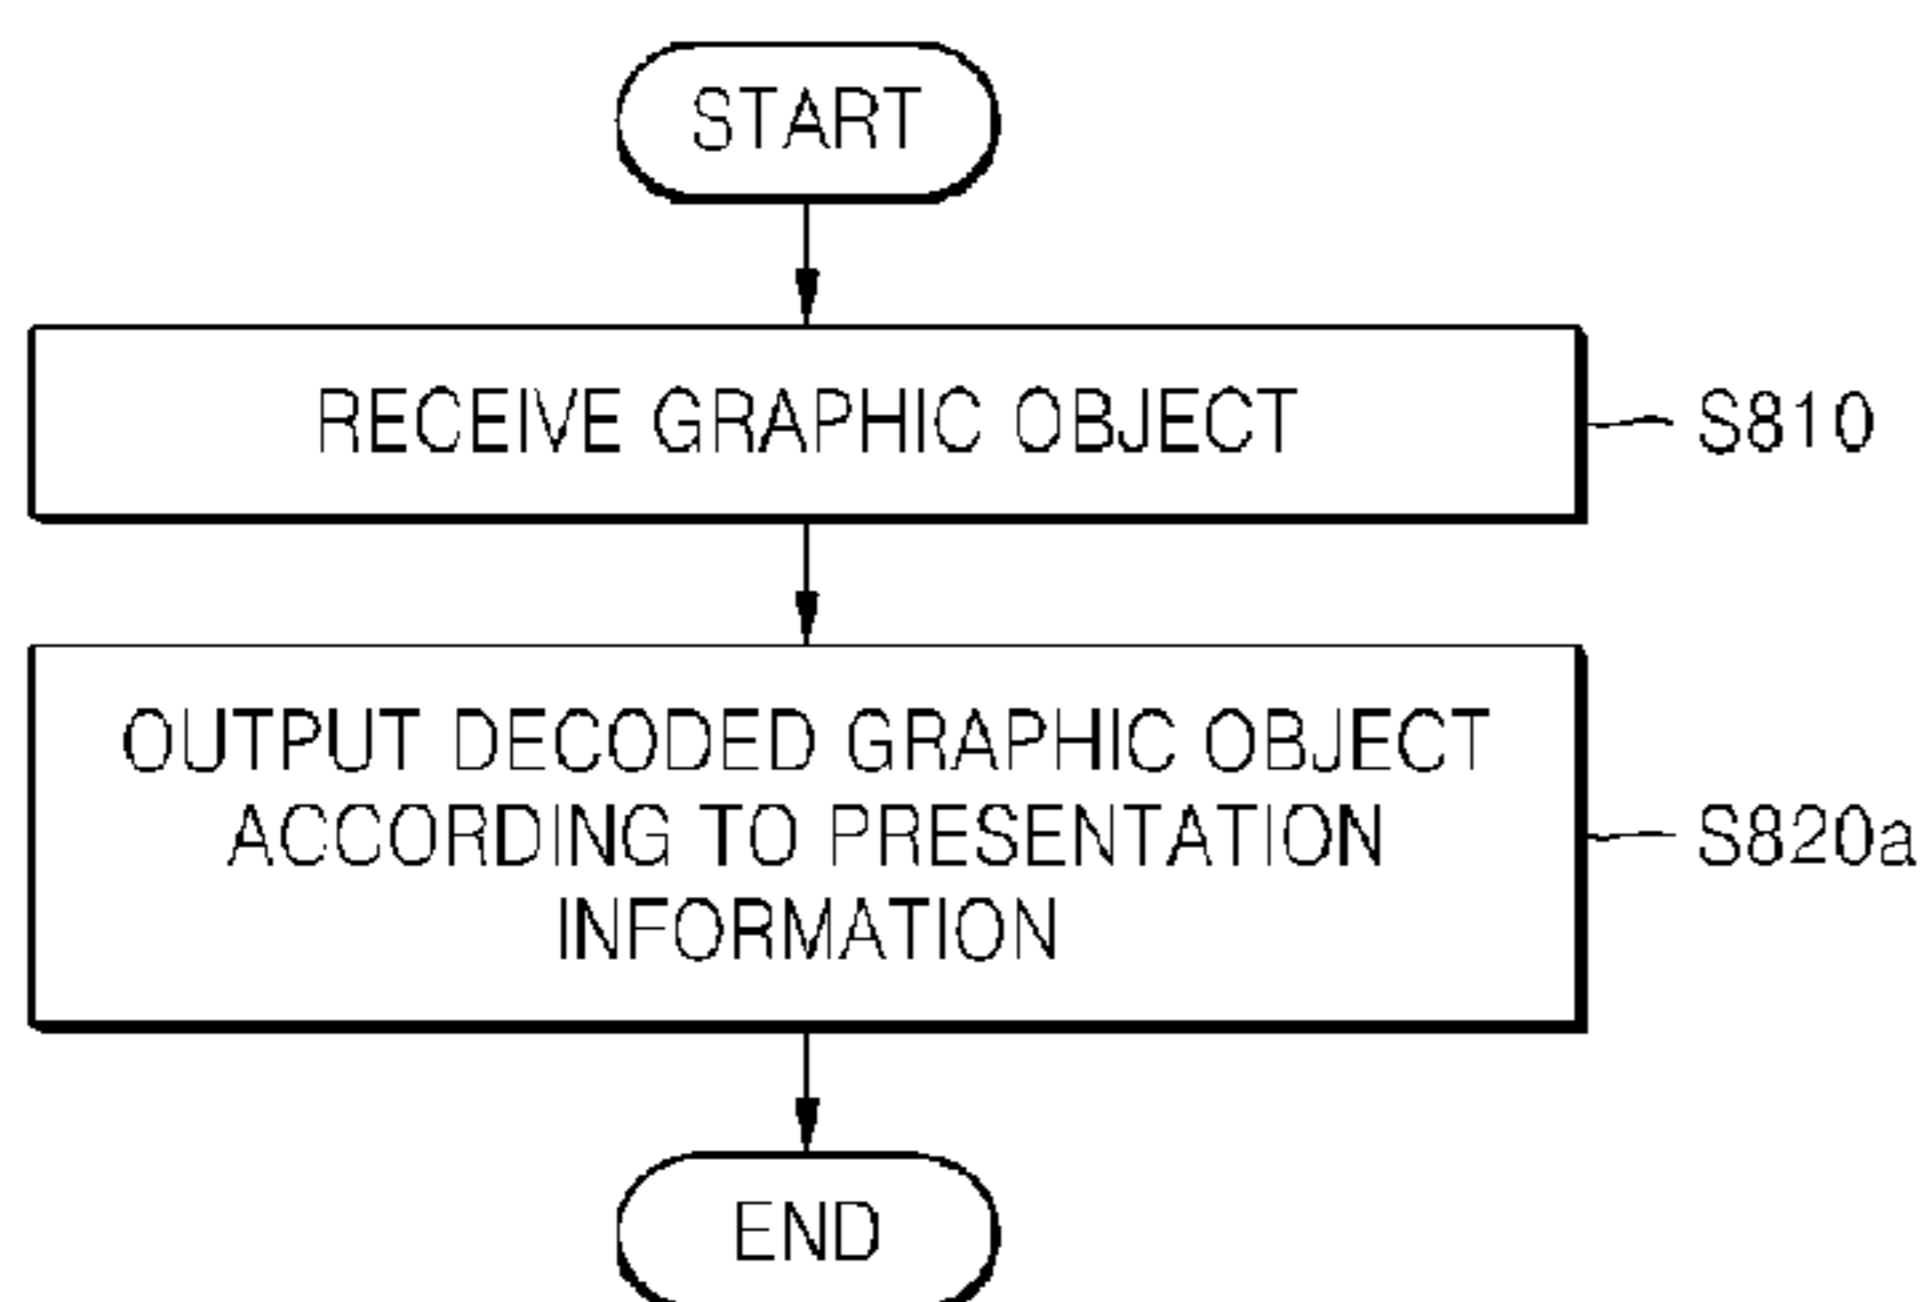 START
RECEIVE GRAPHIC OBJECT
S810
OUTPUT DECODED GRAPHIC OBJECT
ACCORDING TO PRESENTATION
INFORMATION
S820a
END